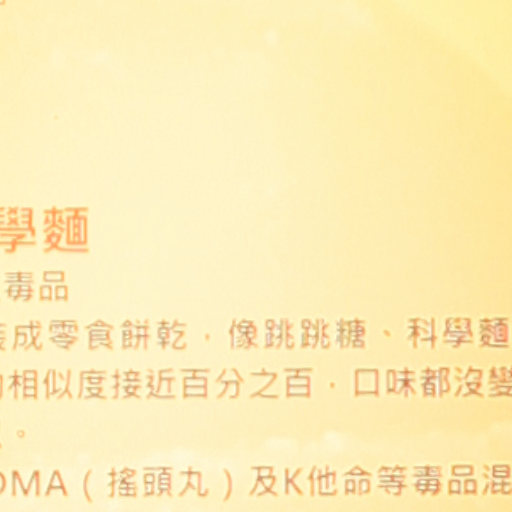 學麵
毒品
成零食餅乾，像跳跳糖、科學麵
相似度接近百分之百，口味都沒變
。
DMA（搖頭丸）及K他命等毒品混